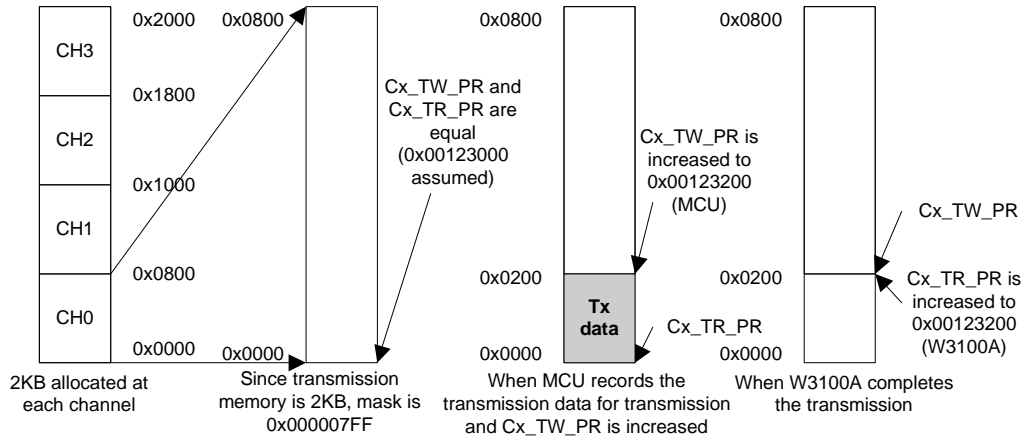 0x2000
CH3
0x1800
CH2
0x1000
CH1
0x0800
CH0
0x0000
2KB allocated at
each channel
0x0800
Cx_TW_PR and
Cx_TR_PR are
equal
(0x00123000
assumed)
0x0000
Since transmission
memory is 2KB, mask is
0x000007FF
0x0800
Cx_TW_PR is
increased to
0x00123200
(MCU)
0x0200
Tx
data
Cx_TR_PR
0x0000
When MCU records the
transmission data for transmission
and Cx_TW_PR is increased
0x0800
Cx_TW_PR
0x0200
Cx_TR_PR is
increased to
0x00123200
(W3100A)
0x0000
When W3100A completes
the transmission